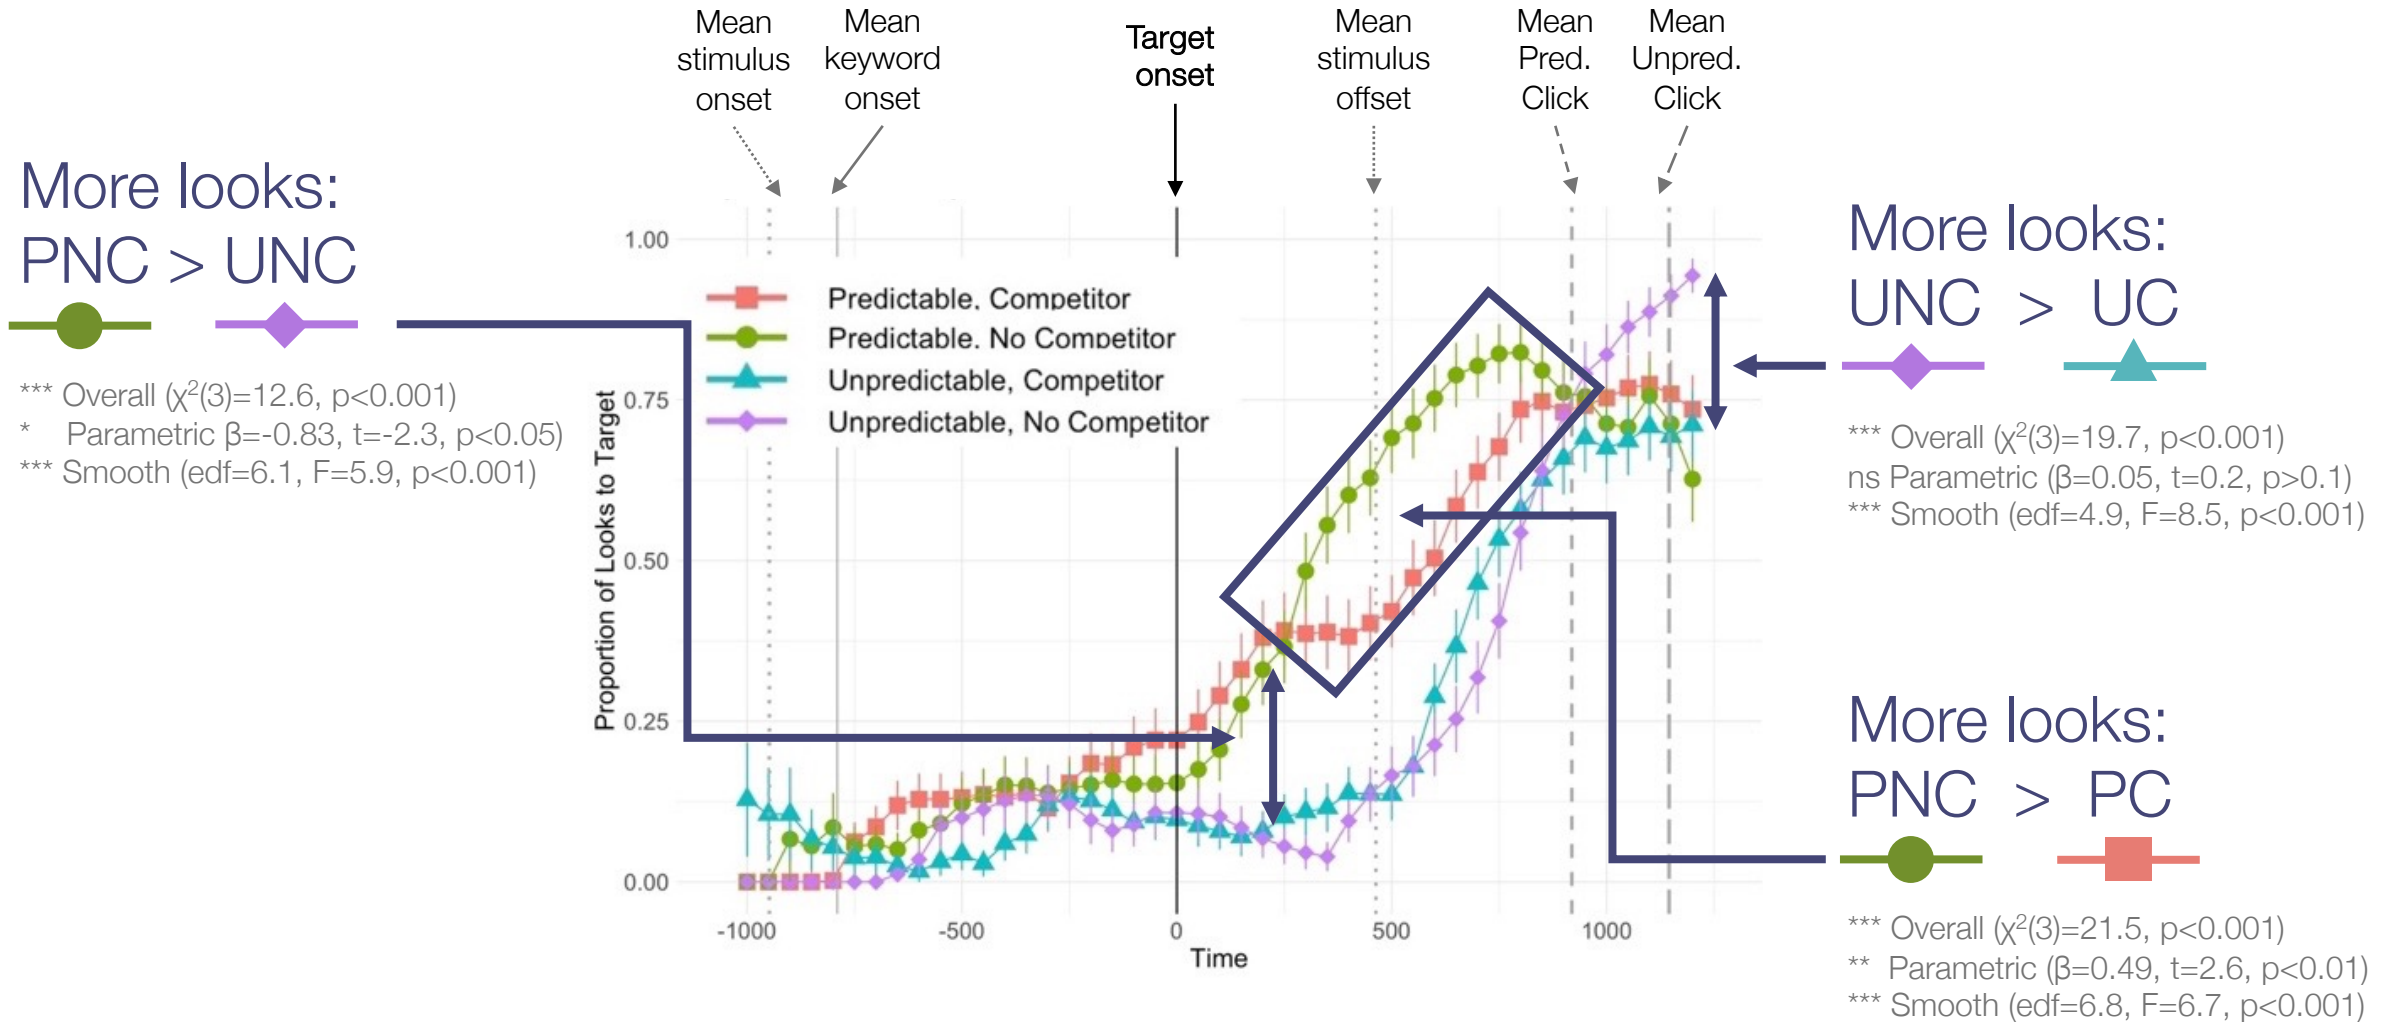 Mean
stimulus
onset
Mean
keyword
onset
Target
onset
Mean
stimulus
offset
Mean
Pred.
Click
Mean
Unpred.
Click
More looks:
PNC > UNC
*** Overall (χ²(3)=12.6, p<0.001)
* Parametric β=-0.83, t=-2.3, p<0.05)
*** Smooth (edf=6.1, F=5.9, p<0.001)
Proportion of Looks to Target
1.00
0.75
0.50
0.25
0.00
Predictable, Competitor
Predictable, No Competitor
Unpredictable, Competitor
Unpredictable, No Competitor
-1000
-500
0
500
1000
Time
More looks:
UNC > UC
*** Overall (χ²(3)=19.7, p<0.001)
ns Parametric (β=0.05, t=0.2, p>0.1)
*** Smooth (edf=4.9, F=8.5, p<0.001)
More looks:
PNC > PC
*** Overall (χ²(3)=21.5, p<0.001)
** Parametric (β=0.49, t=2.6, p<0.01)
*** Smooth (edf=6.8, F=6.7, p<0.001)